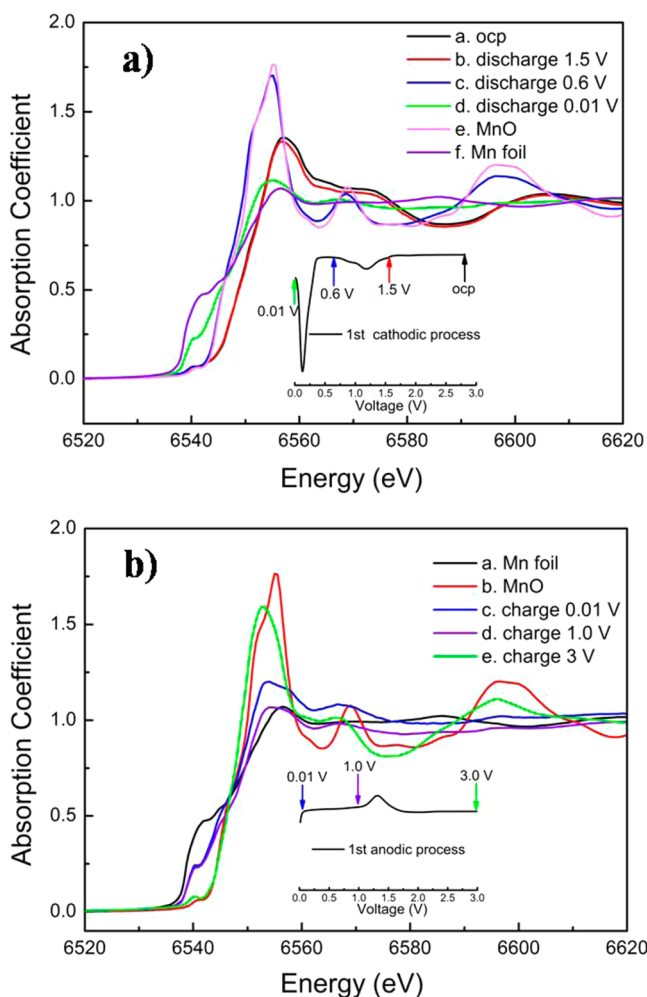 a)
a. ocp
b. discharge 1.5 V
c. discharge 0.6 V
d. discharge 0.01 V
e. MnO
f. Mn foil
2.0
1.5
1.0
0.5
0.0
Absorption Coefficient
0.01 V
0.6 V
1.5 V
ocp
1st cathodic process
0.0 0.5 1.0 1.5 2.0 2.5 3.0
Voltage (V)
6520 6540 6560 6580 6600 6620
Energy (eV)
b)
a. Mn foil
b. MnO
c. charge 0.01 V
d. charge 1.0 V
e. charge 3 V
2.0
1.5
1.0
0.5
0.0
Absorption Coefficient
0.01 V
1.0 V
3.0 V
1st anodic process
0.0 0.5 1.0 1.5 2.0 2.5 3.0
Voltage (V)
6520 6540 6560 6580 6600 6620
Energy (eV)